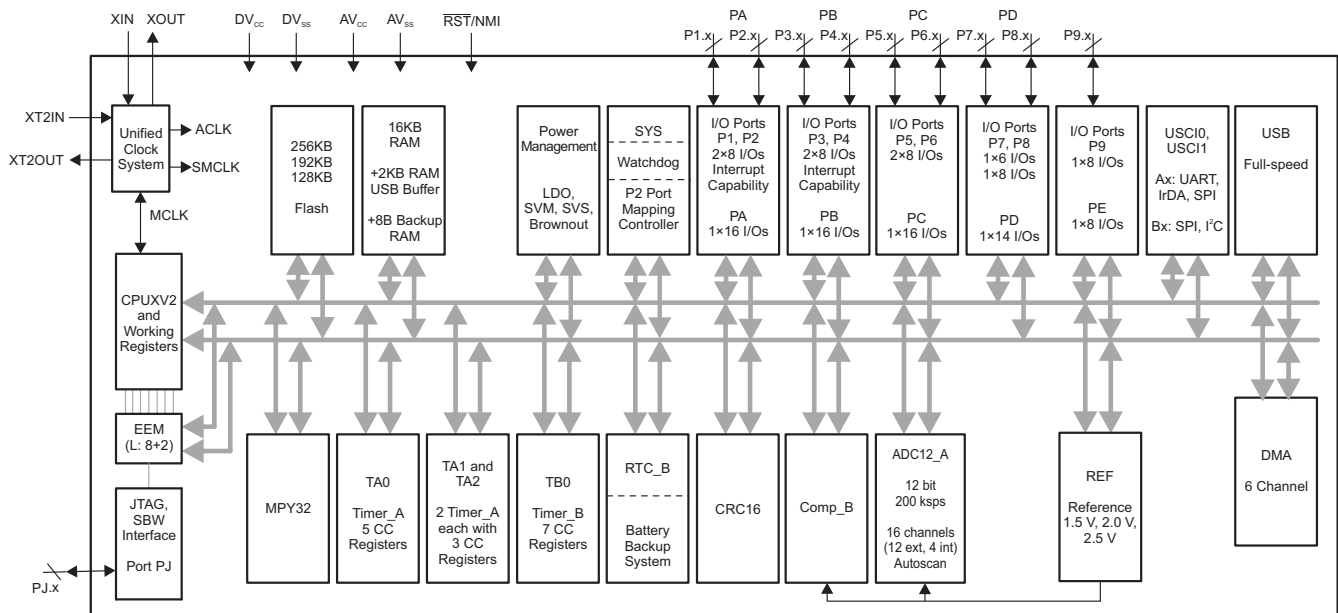 XIN
XOUT
DVCC
DVSS
AVCC
AVSS
RST/NMI
PA
PB
PC
PD
P1.x
P2.x
P3.x
P4.x
P5.x
P6.x
P7.x
P8.x
P9.x
XT2IN
XT2OUT
Unified
Clock
System
ACLK
SMCLK
MCLK
256KB
192KB
128KB
Flash
16KB
RAM
+2KB RAM
USB Buffer
+8B Backup
RAM
Power
Management
LDO,
SVM, SVS,
Brownout
SYS
Watchdog
P2 Port
Mapping
Controller
I/O Ports
P1, P2
2×8 I/Os
Interrupt
Capability
PA
1×16 I/Os
I/O Ports
P3, P4
2×8 I/Os
Interrupt
Capability
PB
1×16 I/Os
I/O Ports
P5, P6
2×8 I/Os
PC
1×16 I/Os
I/O Ports
P7, P8
1×6 I/Os
1×8 I/Os
PD
1×14 I/Os
I/O Ports
P9
1×8 I/Os
PE
1×8 I/Os
USCI0,
USCI1
Ax: UART,
IrDA, SPI
Bx: SPI, I²C
USB
Full-speed
CPUXV2
and
Working
Registers
EEM
(L: 8+2)
JTAG,
SBW
Interface
Port PJ
PJ.x
MPY32
TA0
Timer_A
5 CC
Registers
TA1 and
TA2
2 Timer_A
each with
3 CC
Registers
TB0
Timer_B
7 CC
Registers
RTC_B
Battery
Backup
System
CRC16
Comp_B
ADC12_A
12 bit
200 ksps
16 channels
(12 ext, 4 int)
Autoscan
REF
Reference
1.5 V, 2.0 V,
2.5 V
DMA
6 Channel